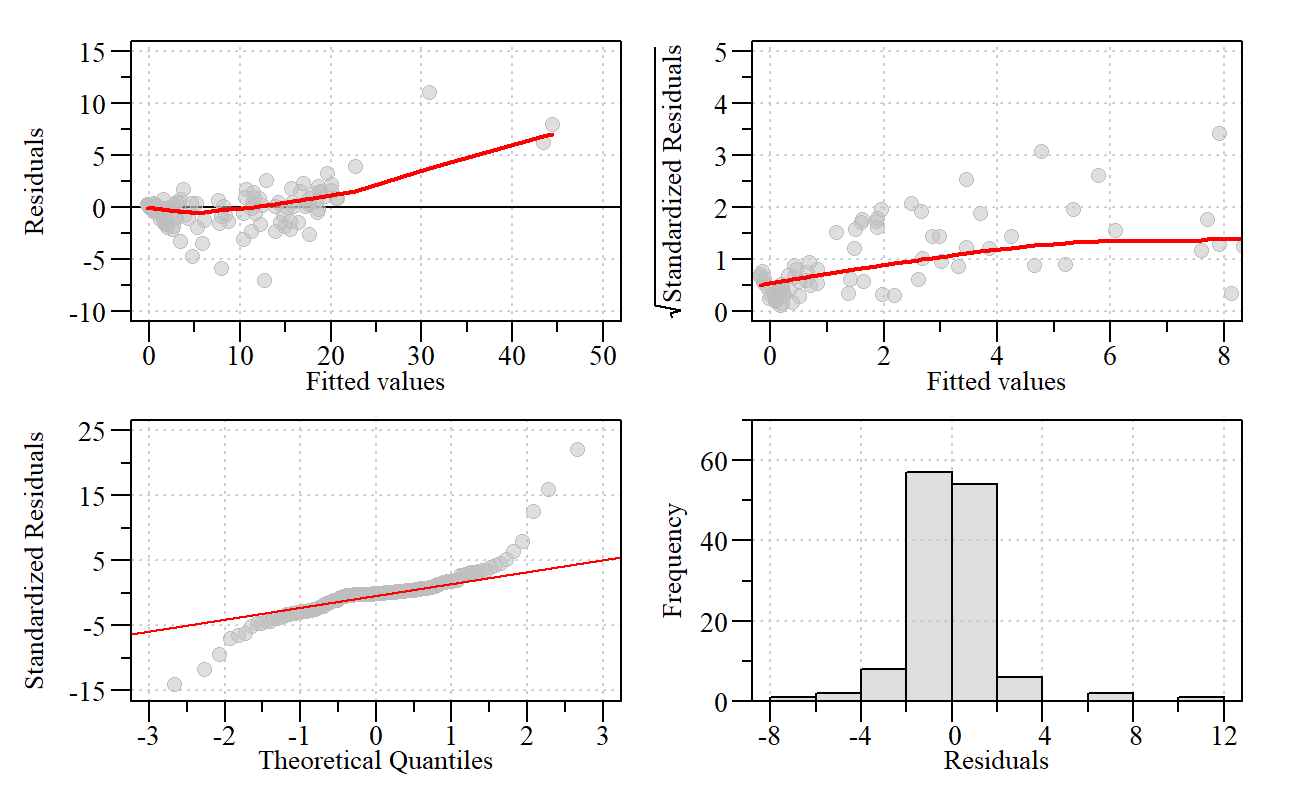 15
10
5
0
-5
-10
Residuals
0 10 20 30 40 50
Fitted values
5
4
3
2
1
0
√Standardized Residuals
0 2 4 6 8
Fitted values
25
15
5
-5
-15
Standardized Residuals
-3 -2 -1 0 1 2 3
Theoretical Quantiles
60
40
20
0
Frequency
-8 -4 0 4 8 12
Residuals